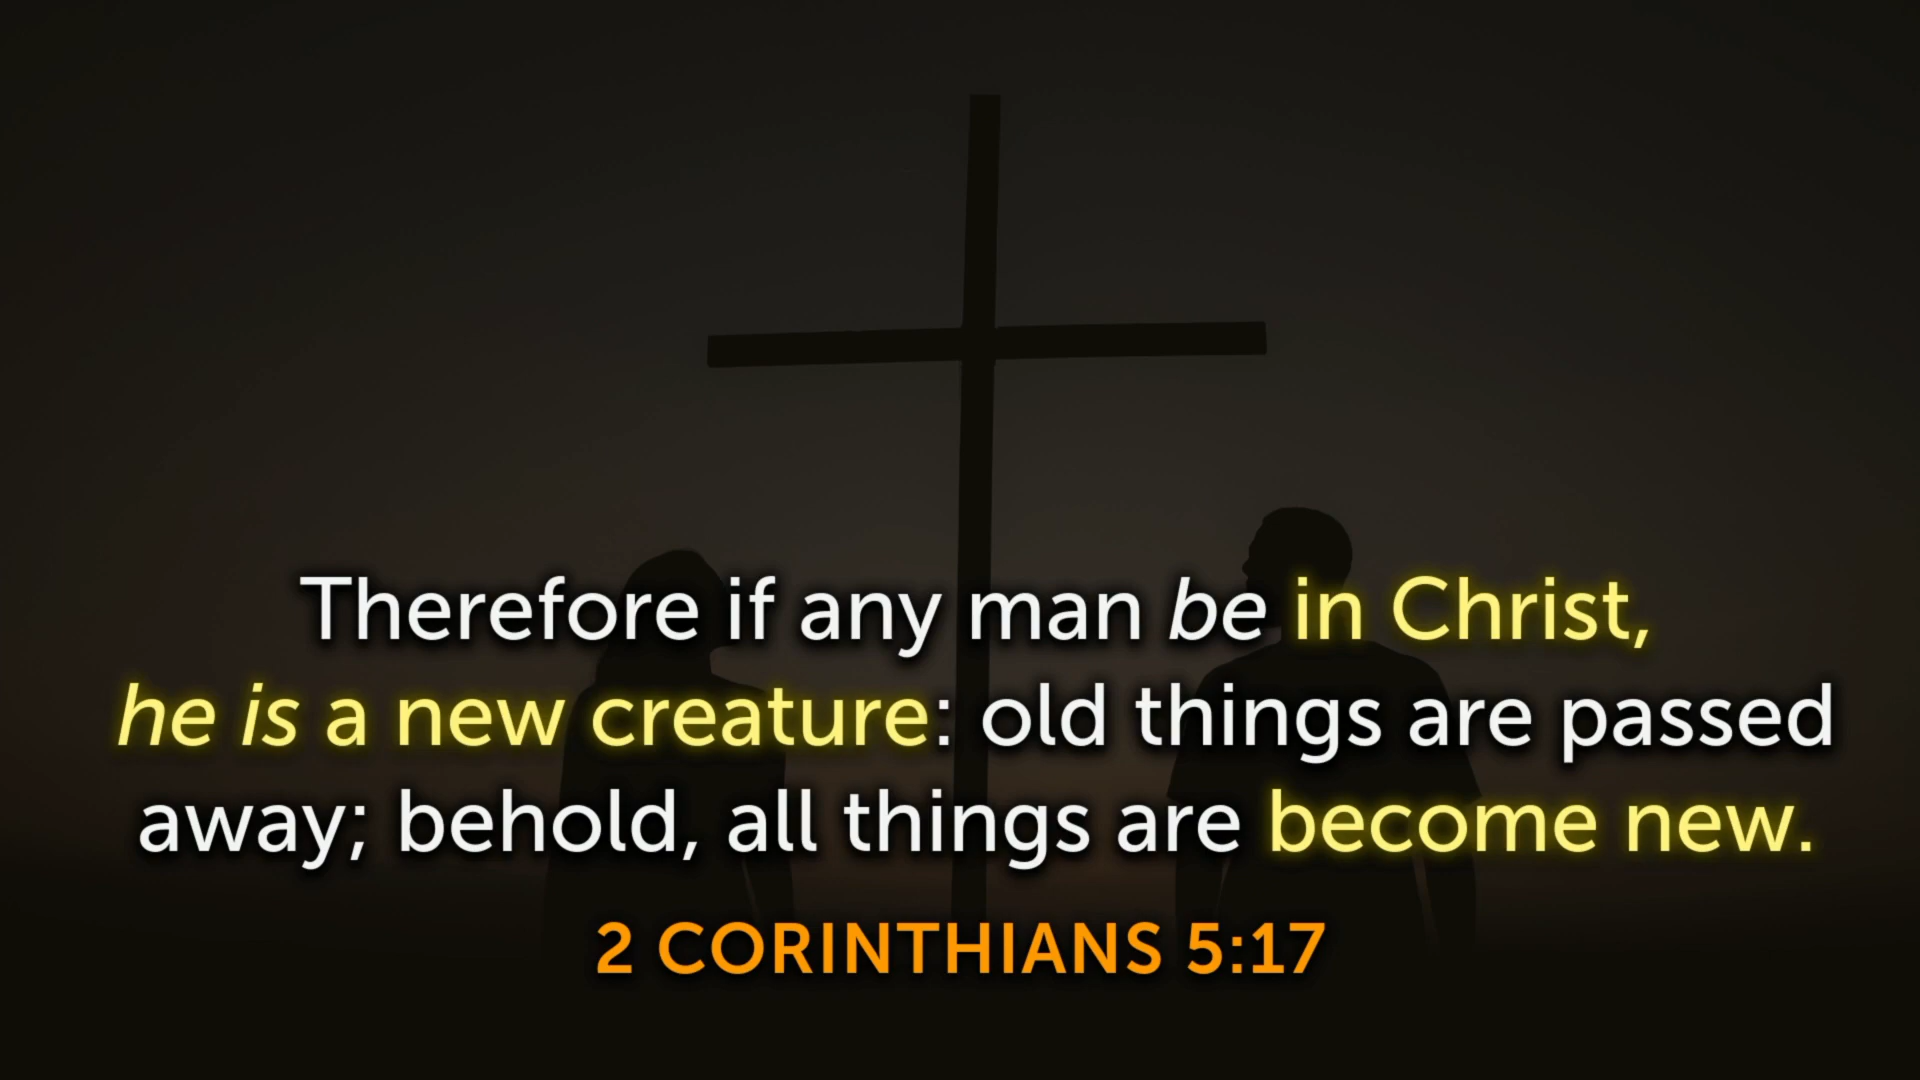 Therefore if any man be in Christ,
he is a new creature: old things are passed
away; behold, all things are become new.
2 CORINTHIANS 5:17